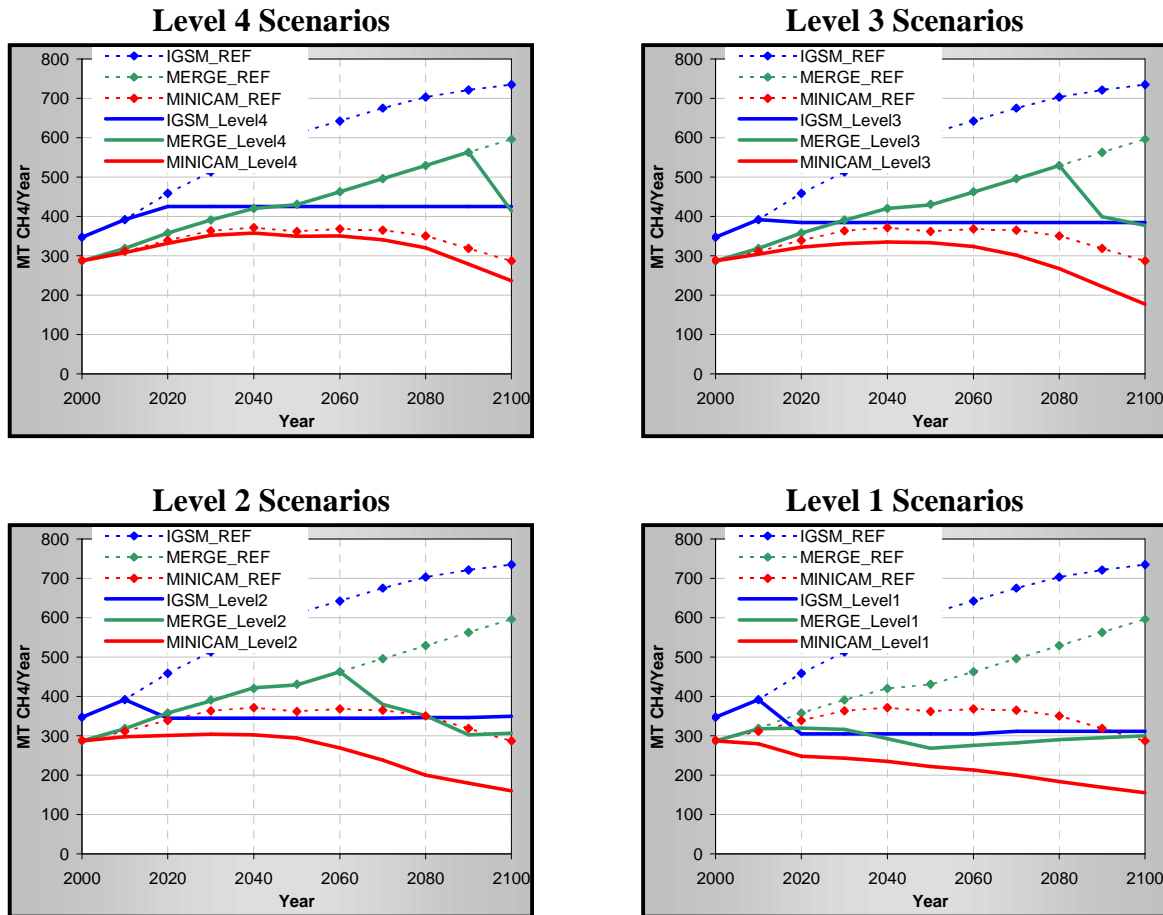 Level 4 Scenarios
IGSM_REF
MERGE_REF
MINICAM_REF
IGSM_Level4
MERGE_Level4
MINICAM_Level4
800
700
600
500
400
300
200
100
0
MT CH4/Year
2000 2020 2040 2060 2080 2100
Year
Level 3 Scenarios
IGSM_REF
MERGE_REF
MINICAM_REF
IGSM_Level3
MERGE_Level3
MINICAM_Level3
800
700
600
500
400
300
200
100
0
MT CH4/Year
2000 2020 2040 2060 2080 2100
Year
Level 2 Scenarios
IGSM_REF
MERGE_REF
MINICAM_REF
IGSM_Level2
MERGE_Level2
MINICAM_Level2
800
700
600
500
400
300
200
100
0
MT CH4/Year
2000 2020 2040 2060 2080 2100
Year
Level 1 Scenarios
IGSM_REF
MERGE_REF
MINICAM_REF
IGSM_Level1
MERGE_Level1
MINICAM_Level1
800
700
600
500
400
300
200
100
0
MT CH4/Year
2000 2020 2040 2060 2080 2100
Year